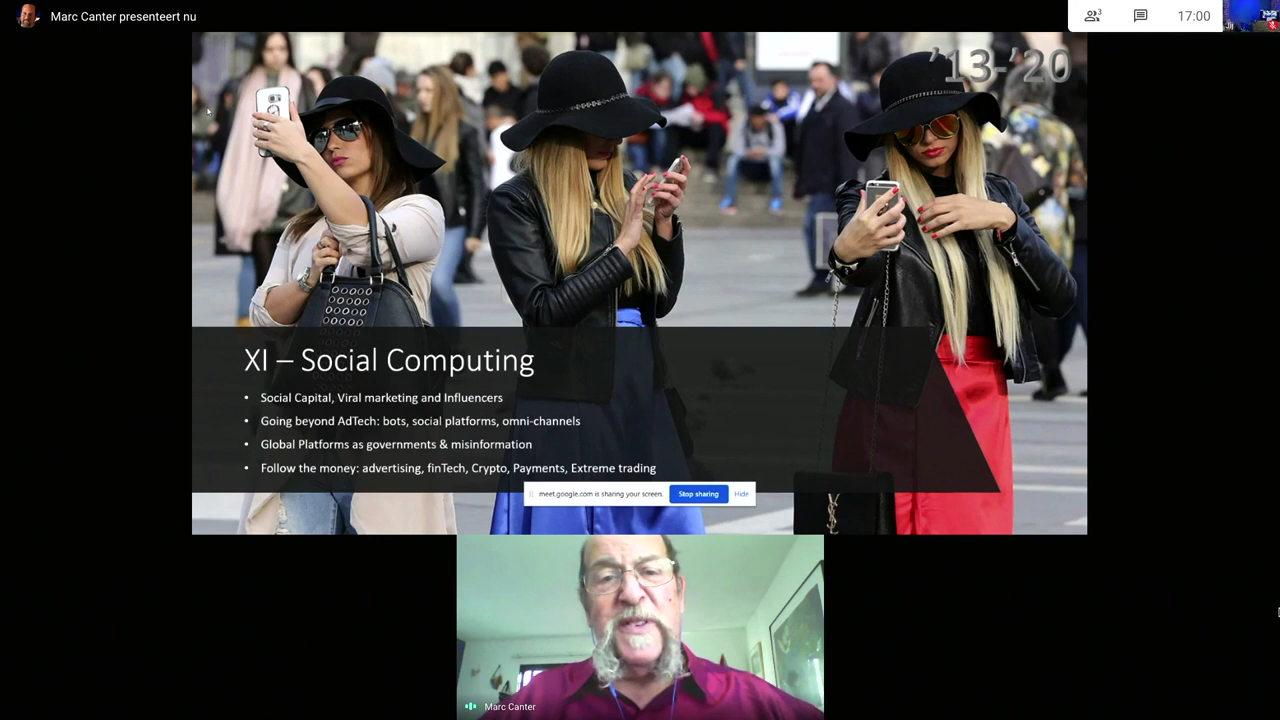 Marc Canter presenteert nu
3
17:00
'13-'20
XI – Social Computing
• Social Capital, Viral marketing and Influencers
• Going beyond AdTech: bots, social platforms, omni-channels
• Global Platforms as governments & misinformation
• Follow the money: advertising, finTech, Crypto, Payments, Extreme trading
meet.google.com is sharing your screen.
Stop sharing
Hide
Marc Canter